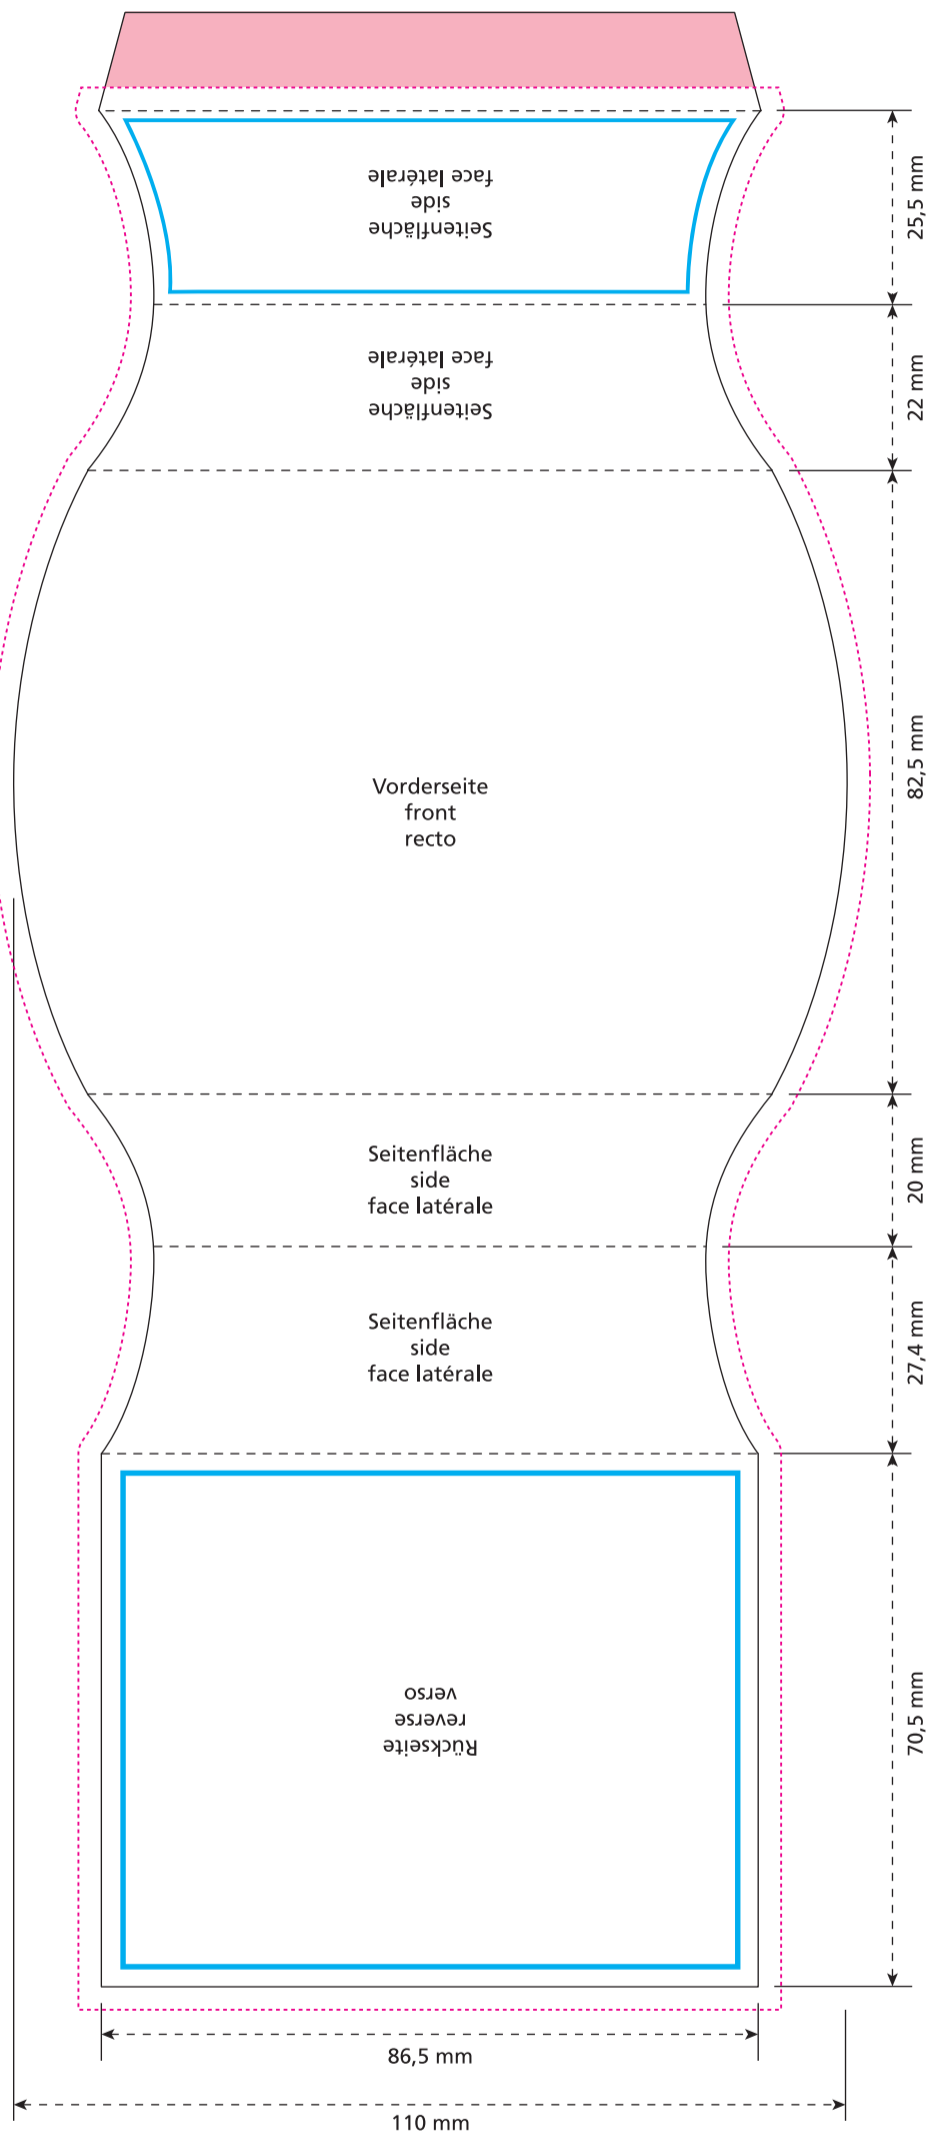 Seitenfläche
side
face latérale
25,5 mm
Seitenfläche
side
face latérale
22 mm
Vorderseite
front
recto
82,5 mm
Seitenfläche
side
face latérale
20 mm
Seitenfläche
side
face latérale
27,4 mm
Rückseite
reverse
verso
70,5 mm
86,5 mm
110 mm